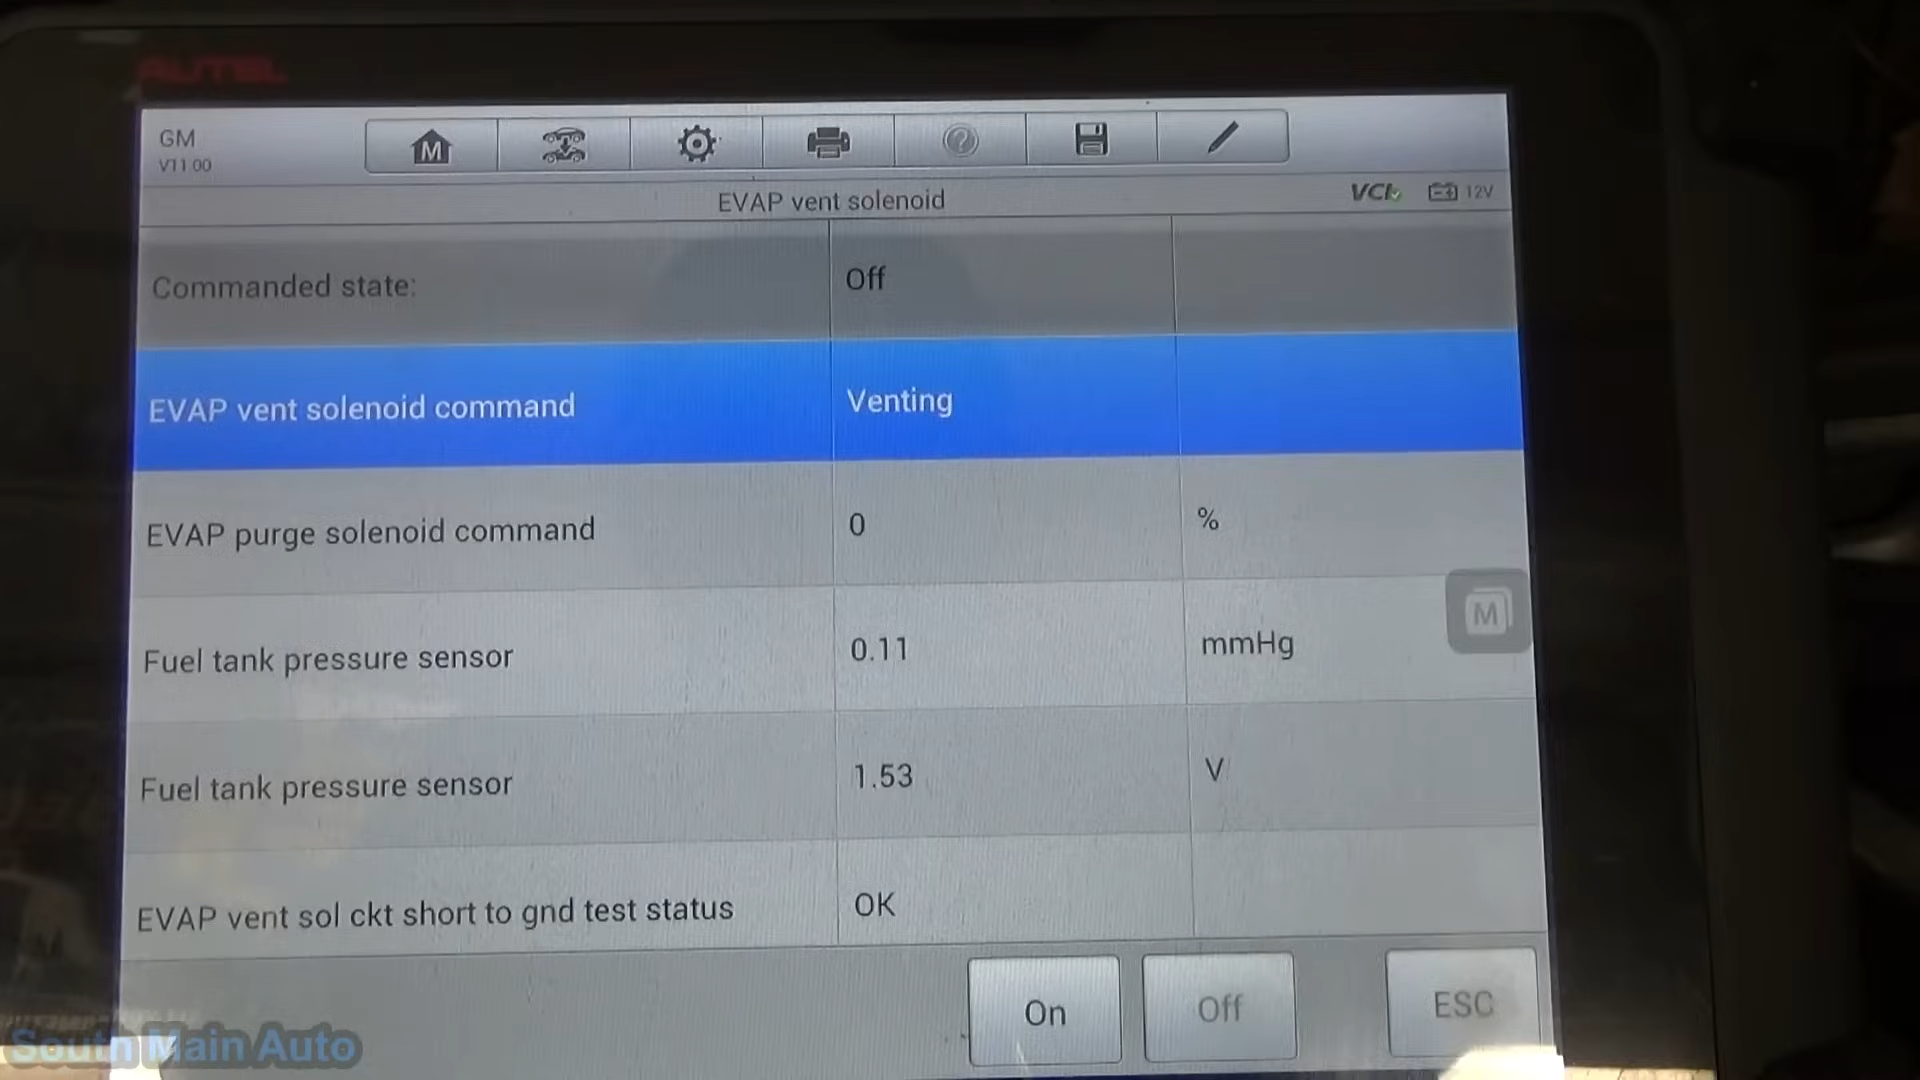 AUTEL
GM
V11.00
M
EVAP vent solenoid
VCI
12V
Commanded state: Off
EVAP vent solenoid command Venting
EVAP purge solenoid command 0 %
Fuel tank pressure sensor 0.11 mmHg
M
Fuel tank pressure sensor 1.53 V
EVAP vent sol ckt short to gnd test status OK
On Off ESC
South Main Auto